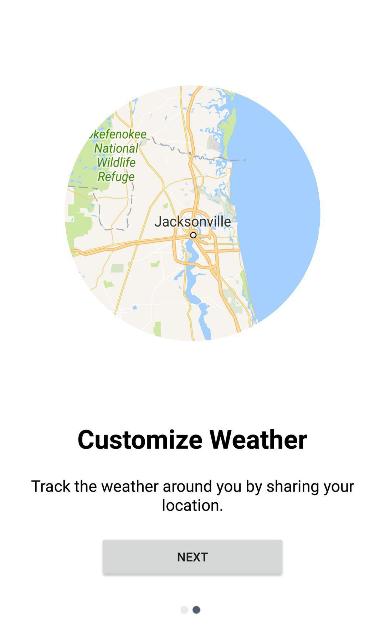 okefenokee
National
Wildlife
Refuge
Jacksonville
Customize Weather
Track the weather around you by sharing your
location.
NEXT